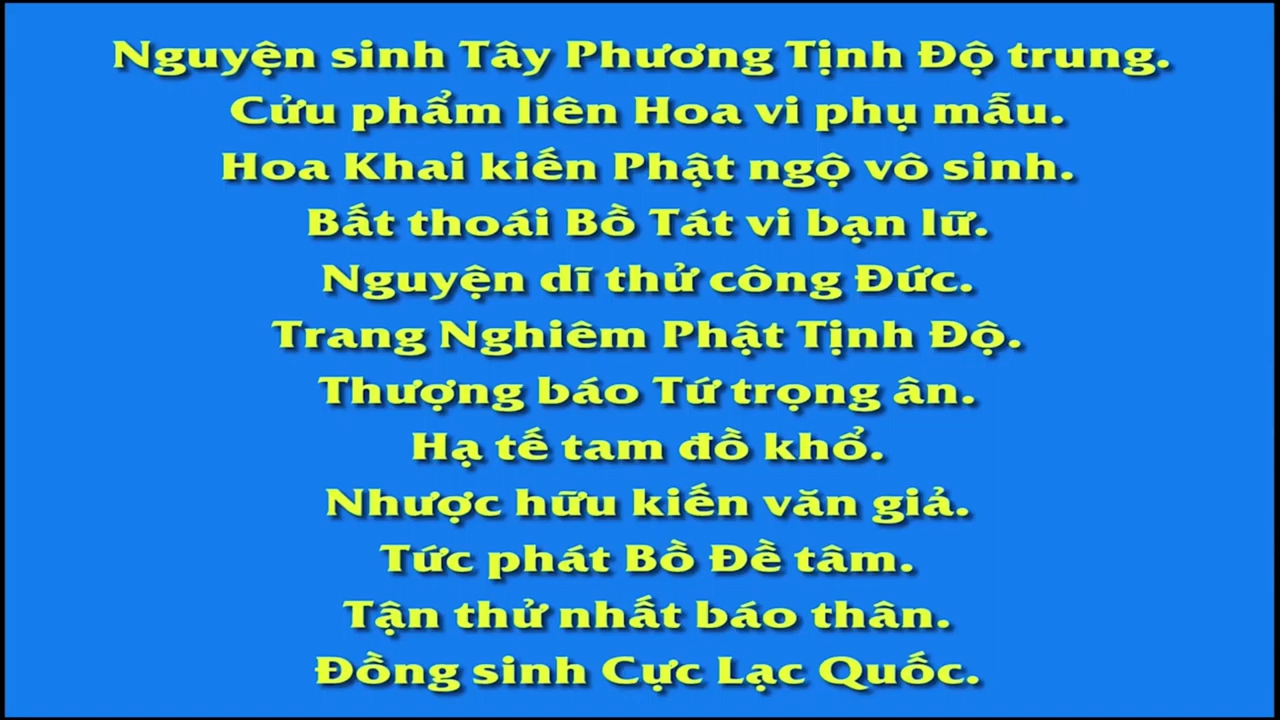 Nguyện sinh Tây Phương Tịnh Độ trung.
Cửu phẩm liên Hoa vi phụ mẫu.
Hoa Khai kiến Phật ngộ vô sinh.
Bất thoái Bồ Tát vi bạn lữ.
Nguyện dĩ thử công Đức.
Trang Nghiêm Phật Tịnh Độ.
Thượng báo Tứ trọng ân.
Hạ tế tam đồ khổ.
Nhược hữu kiến văn giả.
Tức phát Bồ Đề tâm.
Tận thử nhất báo thân.
Đồng sinh Cực Lạc Quốc.